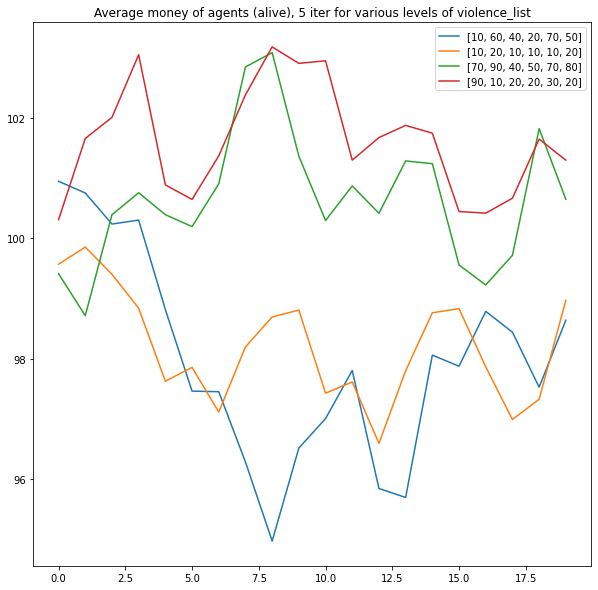 Average money of agents (alive), 5 iter for various levels of violence_list
[10, 60, 40, 20, 70, 50]
[10, 20, 10, 10, 10, 20]
[70, 90, 40, 50, 70, 80]
[90, 10, 20, 20, 30, 20]
102
100
98
96
0.0 2.5 5.0 7.5 10.0 12.5 15.0 17.5